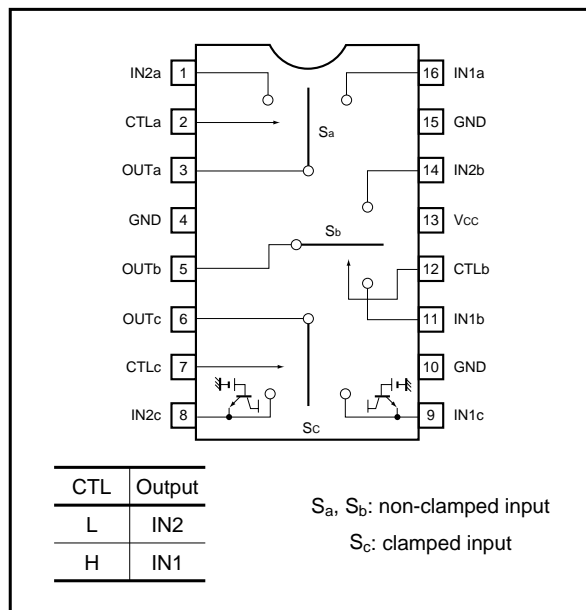 IN2a 1 16 IN1a
CTLa 2 Sa 15 GND
OUTa 3 14 IN2b
GND 4 Sb 13 VCC
OUTb 5 12 CTLb
OUTc 6 11 IN1b
CTLc 7 10 GND
IN2c 8 SC 9 IN1c
CTL Output
L IN2
H IN1
Sa, Sb: non-clamped input
Sc: clamped input